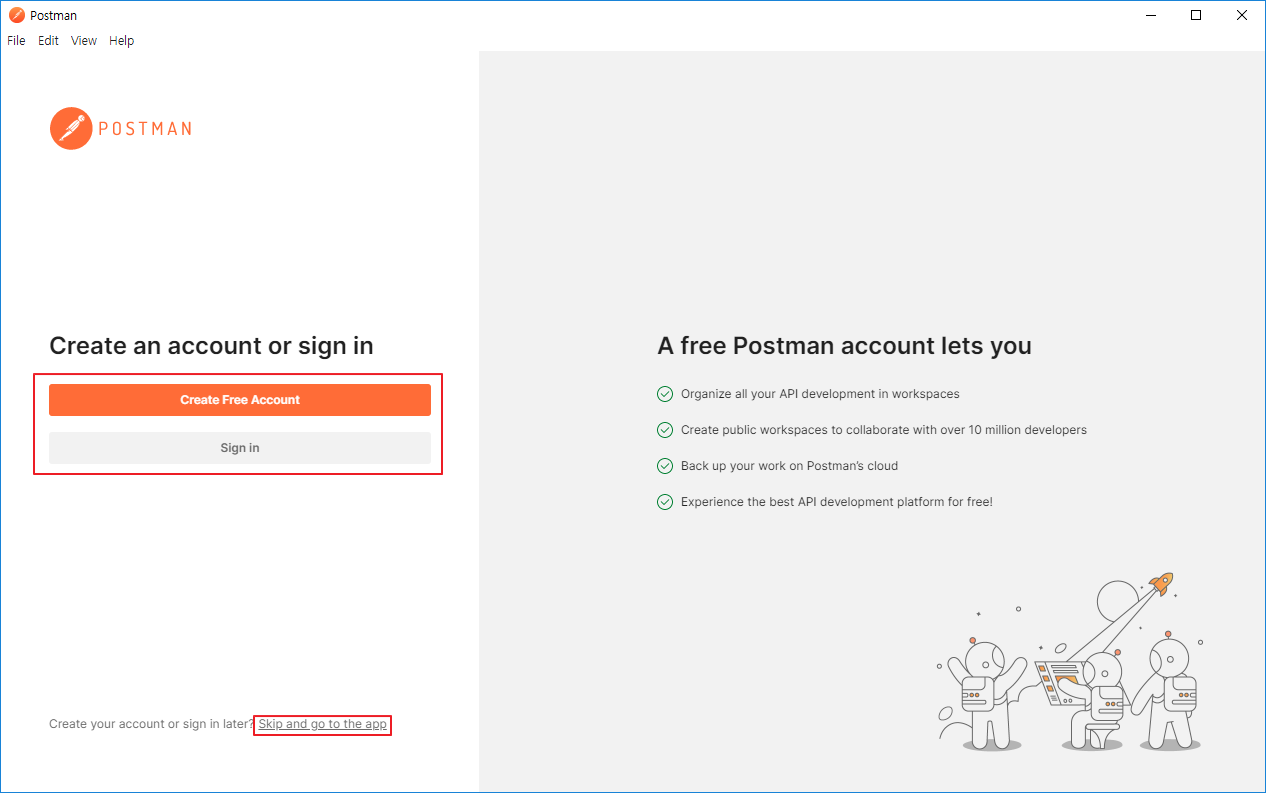 Postman
File Edit View Help
POSTMAN
Create an account or sign in
Create Free Account
Sign in
Create your account or sign in later? Skip and go to the app
A free Postman account lets you
Organize all your API development in workspaces
Create public workspaces to collaborate with over 10 million developers
Back up your work on Postman's cloud
Experience the best API development platform for free!